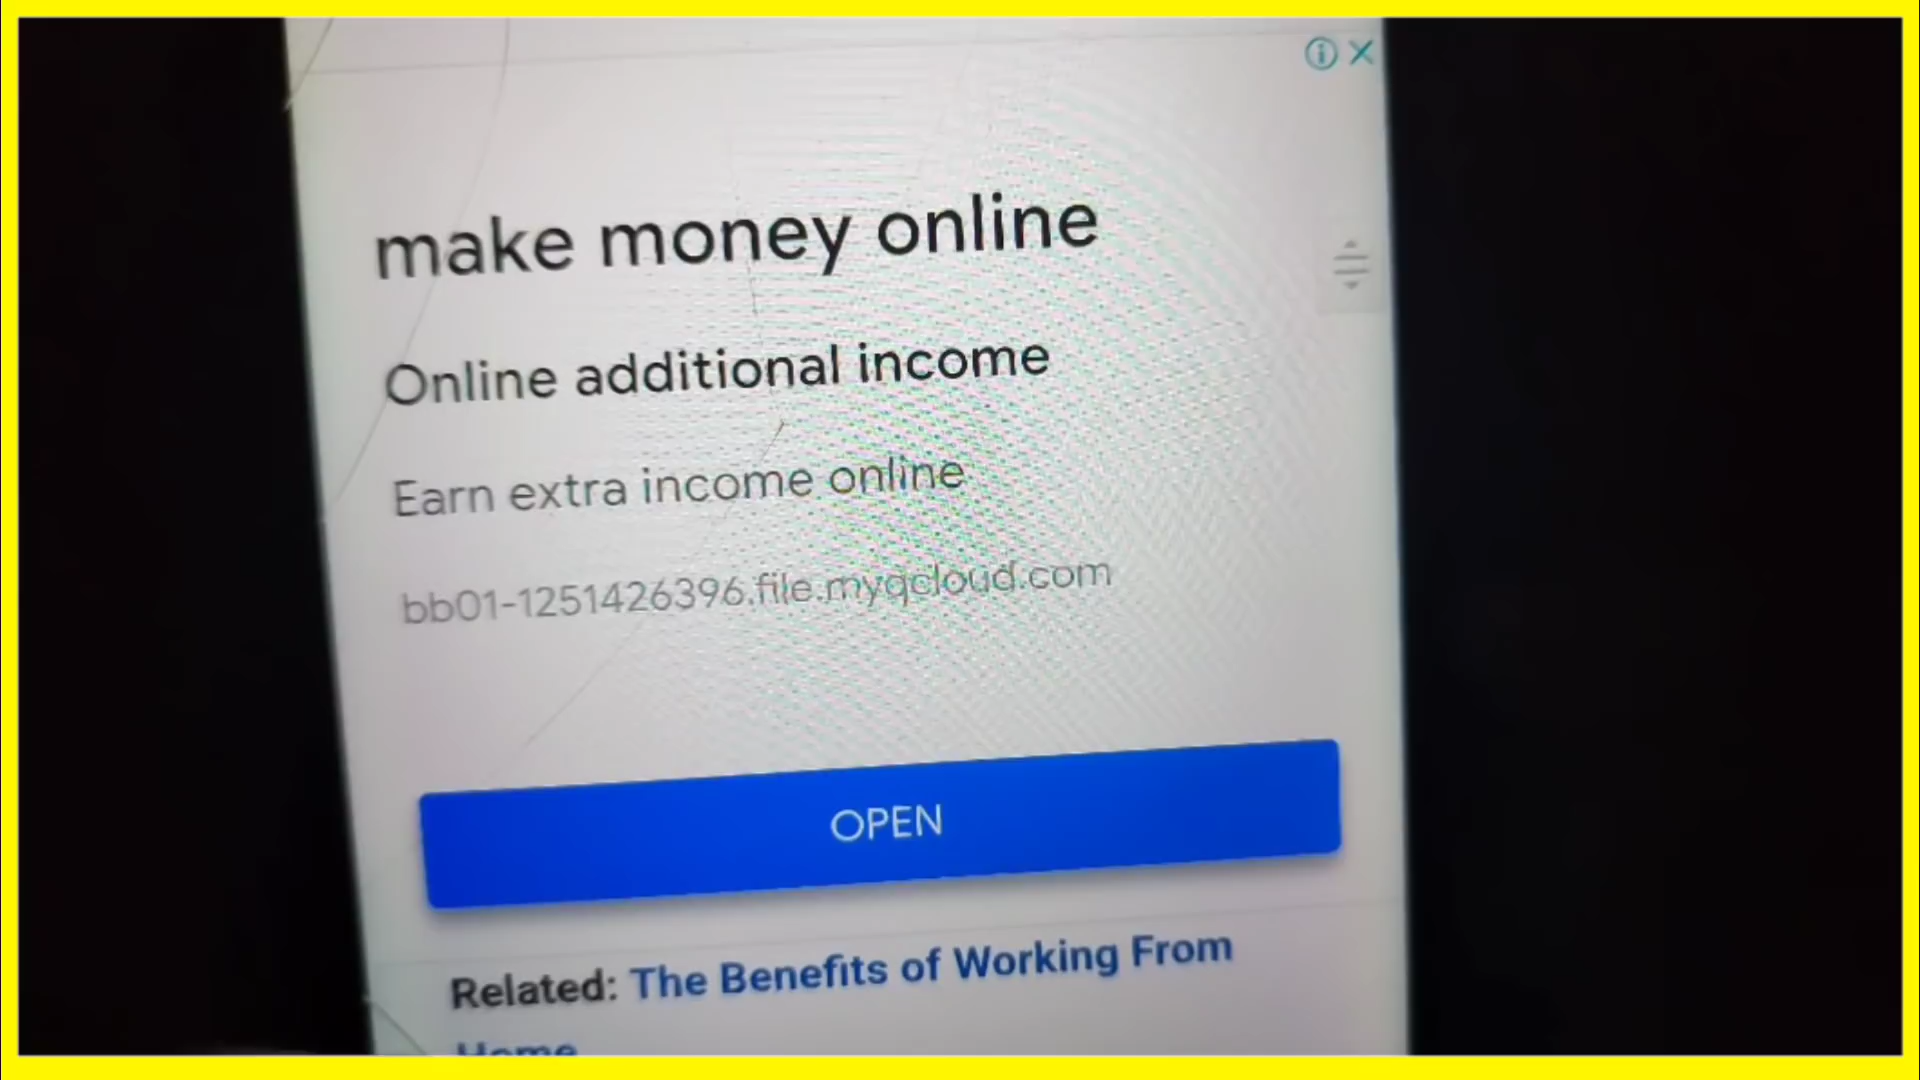 make money online
Online additional income
Earn extra income online
bb01-1251426396.file.myqcloud.com
OPEN
Related: The Benefits of Working From
Home